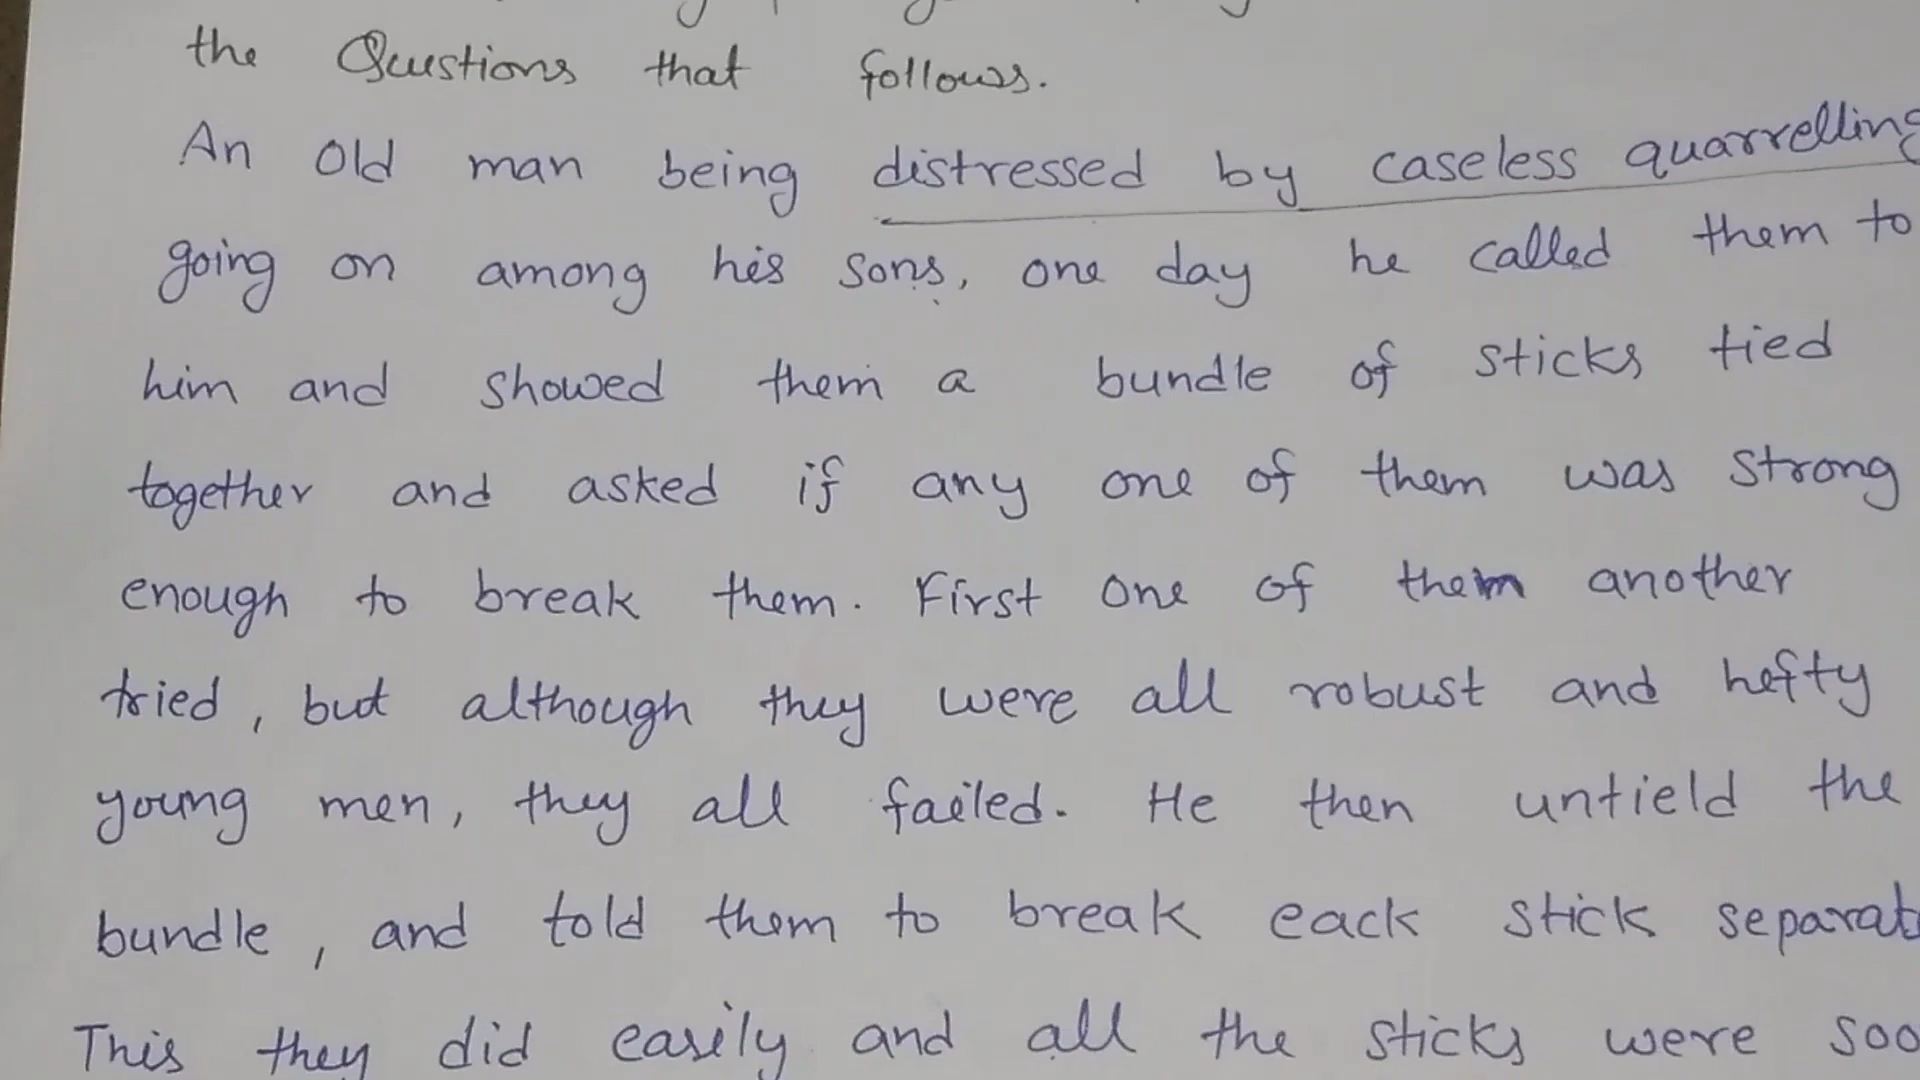 the Questions that follows.
An old man being distressed by caseless quarrelling
going on among his sons, one day he called them to
him and showed them a bundle of sticks tied
together and asked if any one of them was strong
enough to break them. First one of them another
tried, but although they were all robust and hefty
young men, they all failed. He then untield the
bundle, and told them to break eack stick separat
This they did easily and all the sticks were soo